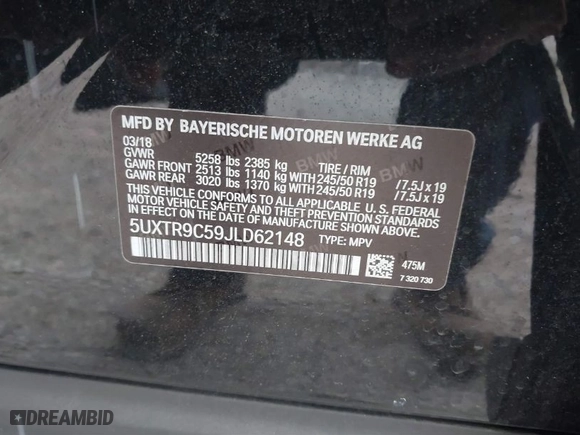 MFD BY BAYERISCHE MOTOREN WERKE AG
03/18
GVWR 5258 lbs 2385 kg TIRE / RIM
GAWR FRONT 2513 lbs 1140 kg WITH 245/50 R19 /7.5J x 19
GAWR REAR 3020 lbs 1370 kg WITH 245/50 R19 /7.5J x 19
THIS VEHICLE CONFORMS TO ALL APPLICABLE U. S. FEDERAL
MOTOR VEHICLE SAFETY, BUMPER, AND THEFT PREVENTION
STANDARDS IN EFFECT ON THE DATE OF MANUFACTURE SHOWN ABOVE.
5UXTR9C59JLD62148 TYPE: MPV
475M
7 320 730
DREAMBID